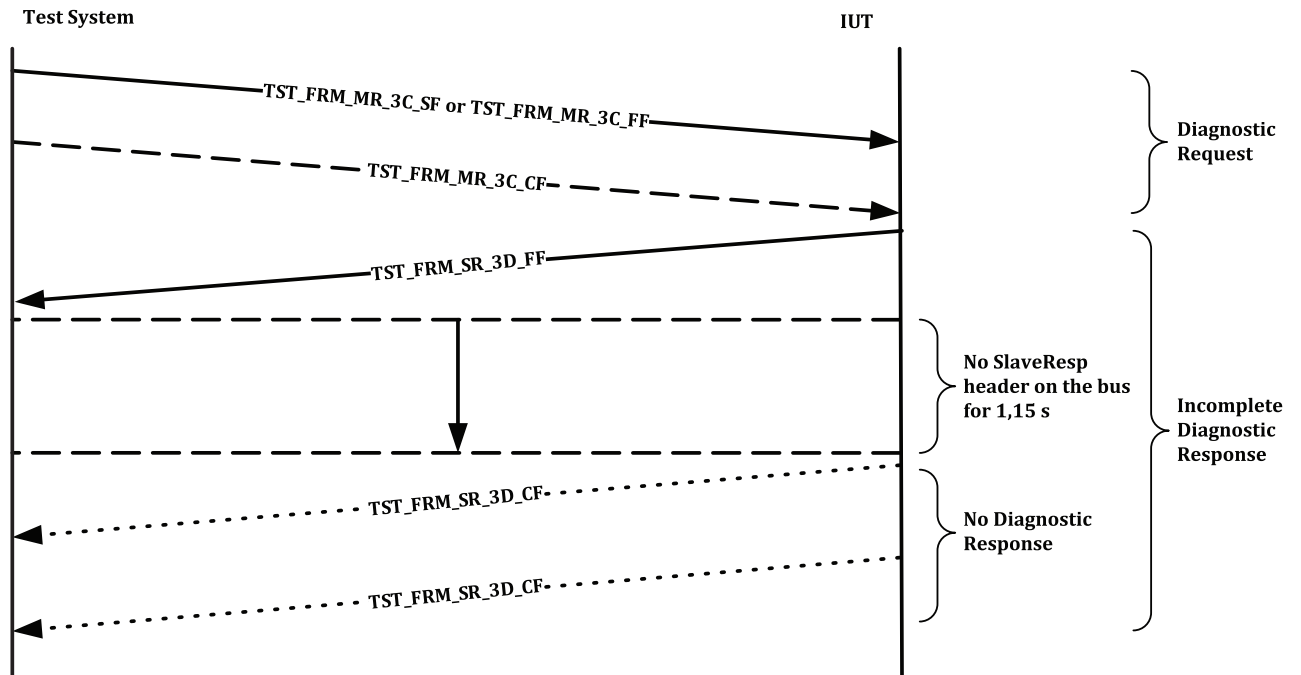 Test System
IUT
TST_FRM_MR_3C_SF or TST_FRM_MR_3C_FF
Diagnostic
Request
TST_FRM_MR_3C_CF
TST_FRM_SR_3D_FF
No SlaveResp
header on the bus
for 1,15 s
Incomplete
Diagnostic
Response
TST_FRM_SR_3D_CF
No Diagnostic
Response
TST_FRM_SR_3D_CF